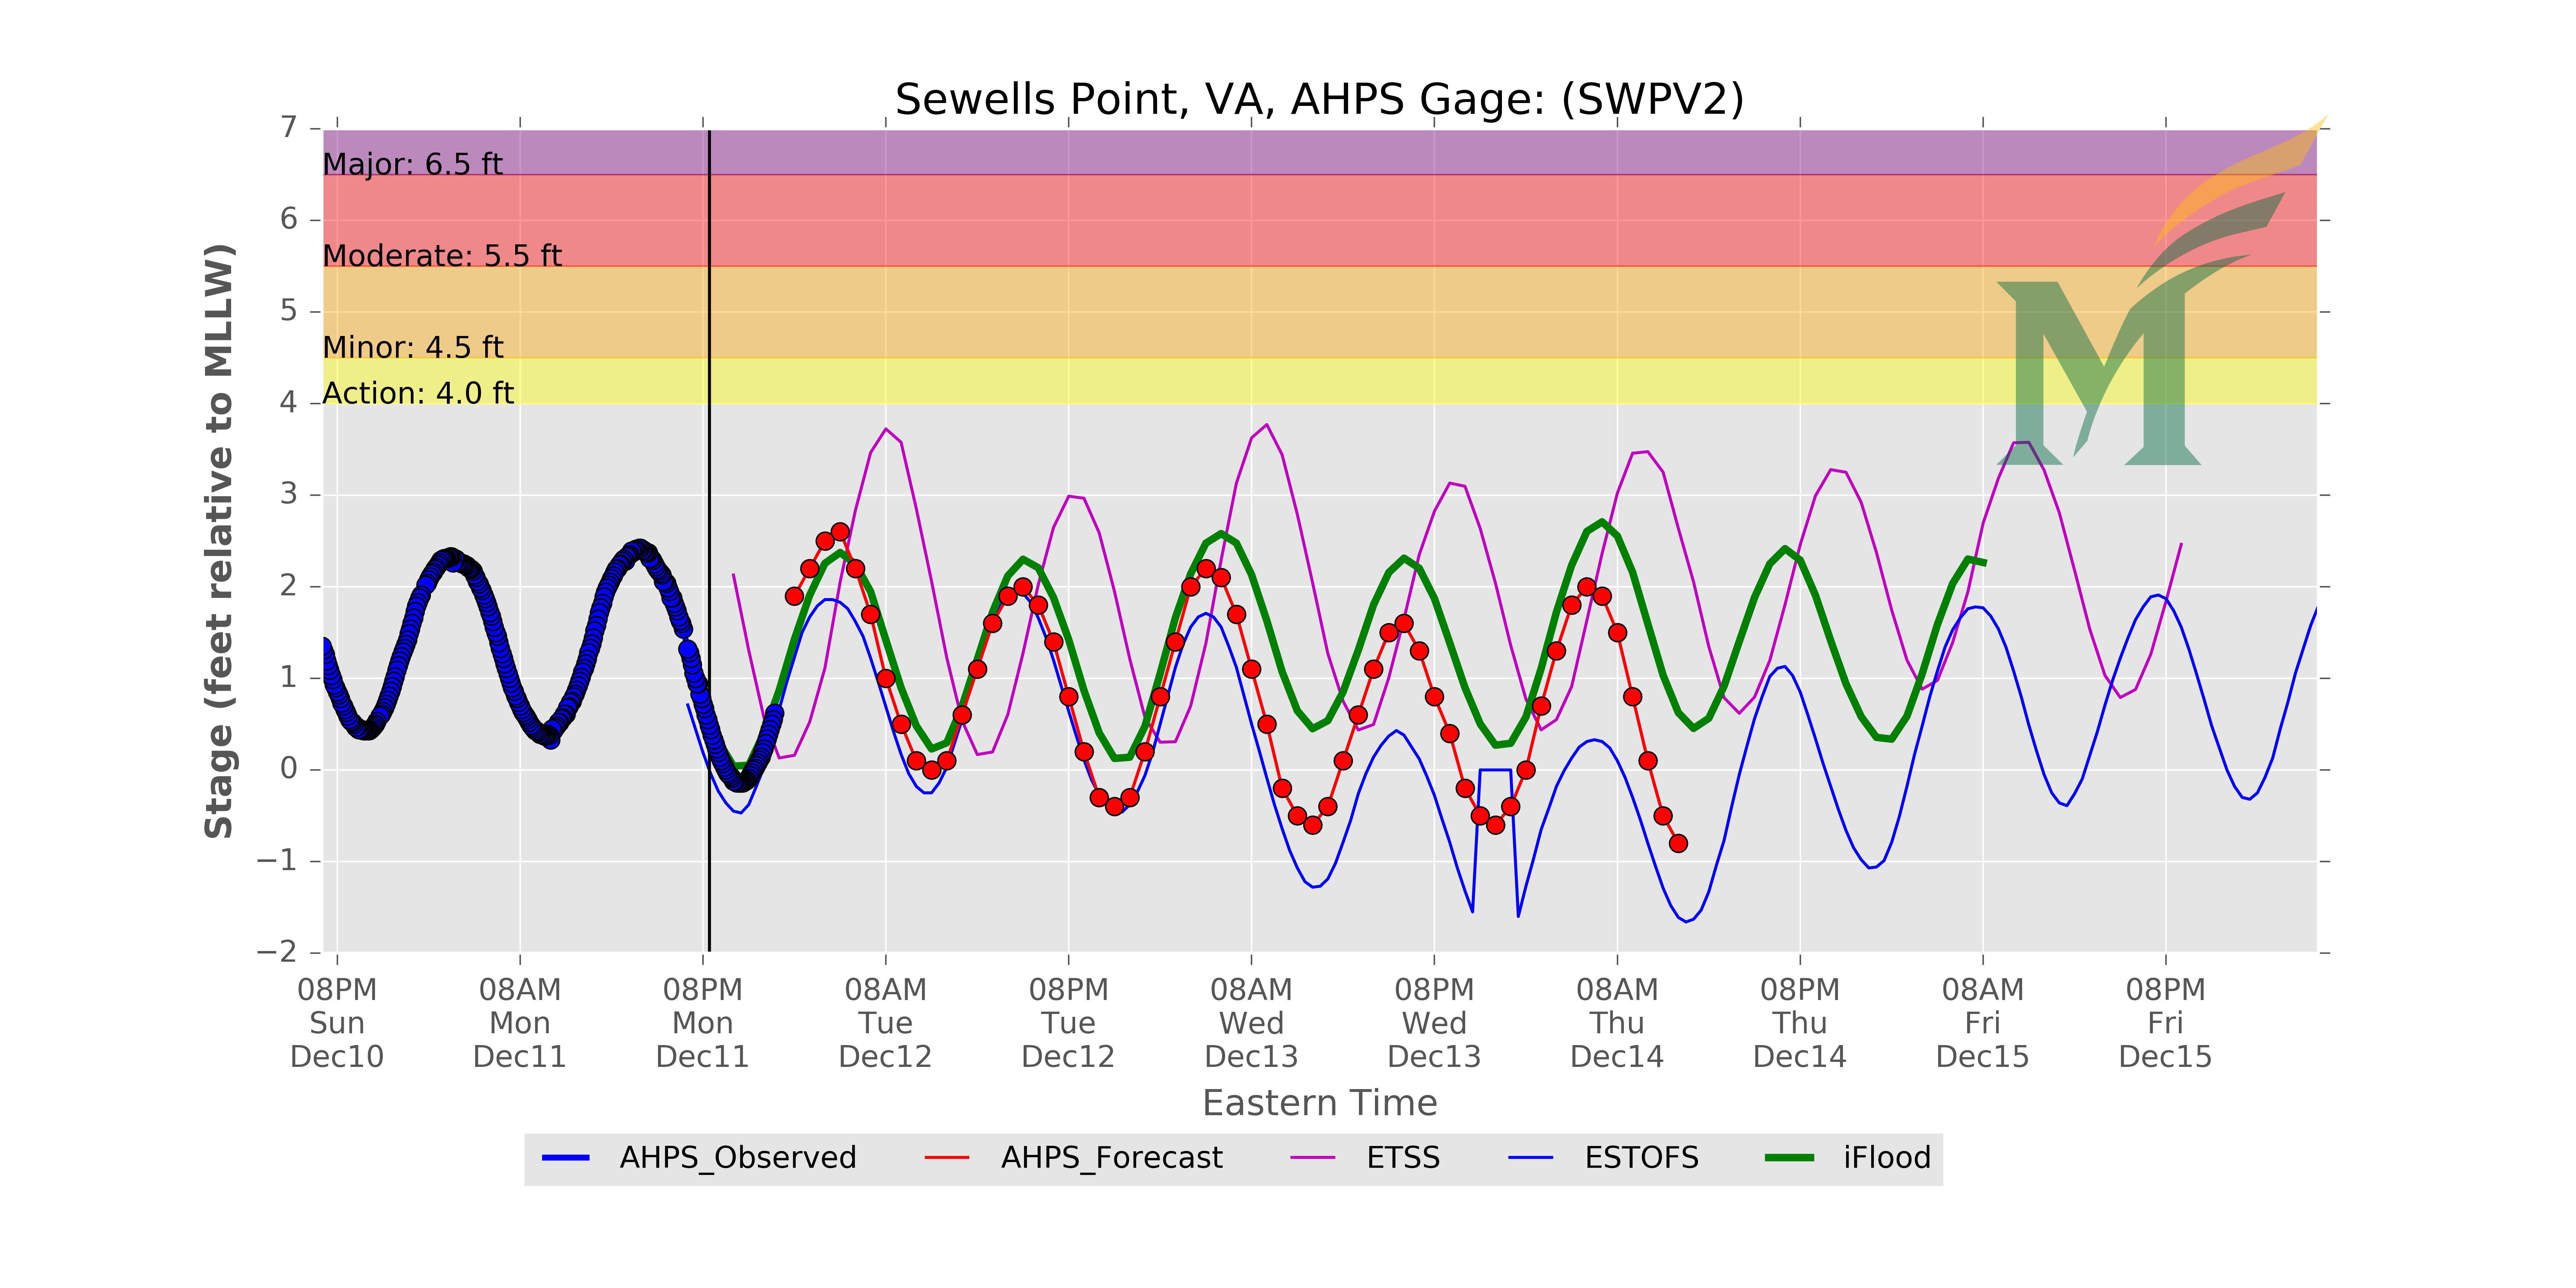 Sewells Point, VA, AHPS Gage: (SWPV2)
7
6
5
4
3
2
1
0
−1
−2
Stage (feet relative to MLLW)
Major: 6.5 ft
Moderate: 5.5 ft
Minor: 4.5 ft
Action: 4.0 ft
M
08PM
Sun
Dec10
08AM
Mon
Dec11
08PM
Mon
Dec11
08AM
Tue
Dec12
08PM
Tue
Dec12
08AM
Wed
Dec13
08PM
Wed
Dec13
08AM
Thu
Dec14
08PM
Thu
Dec14
08AM
Fri
Dec15
08PM
Fri
Dec15
Eastern Time
AHPS_Observed AHPS_Forecast ETSS ESTOFS iFlood